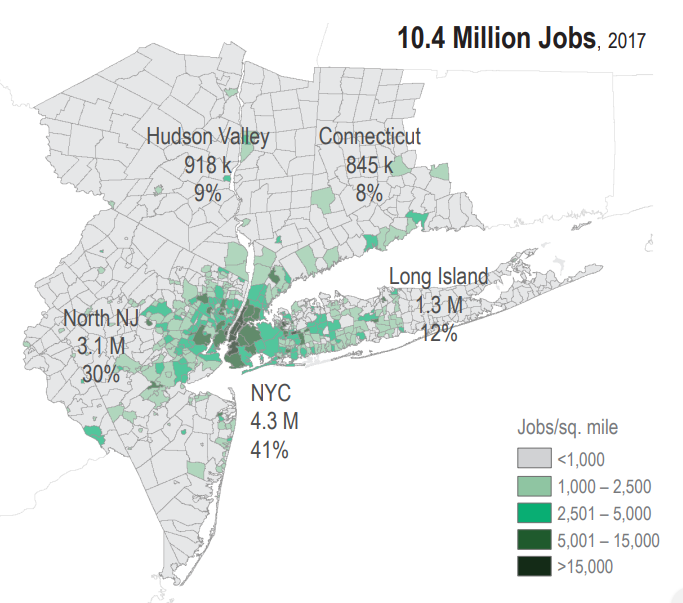 10.4 Million Jobs, 2017
Hudson Valley
918 k
9%
Connecticut
845 k
8%
Long Island
1.3 M
12%
North NJ
3.1 M
30%
NYC
4.3 M
41%
Jobs/sq. mile
<1,000
1,000 – 2,500
2,501 – 5,000
5,001 – 15,000
>15,000